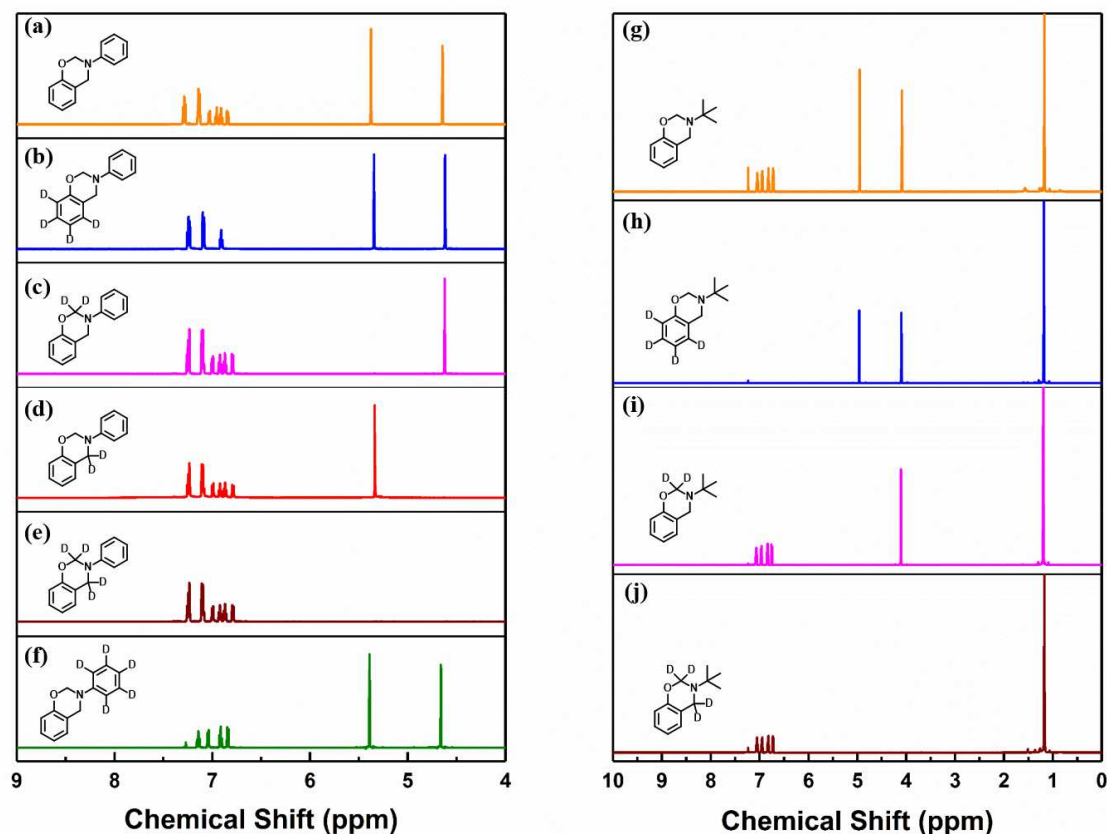 (a)
O N
(b)
O N
D
D D
D
(c)
D D
O N
(d)
O N
D
D
(e)
D D
O N
D
D
(f)
D
D D
N D
O D
9 8 7 6 5 4
Chemical Shift (ppm)
(g)
O N
(h)
O N
D
D D
D
(i)
D D
O N
(j)
D D
O N
D
D
10 9 8 7 6 5 4 3 2 1 0
Chemical Shift (ppm)